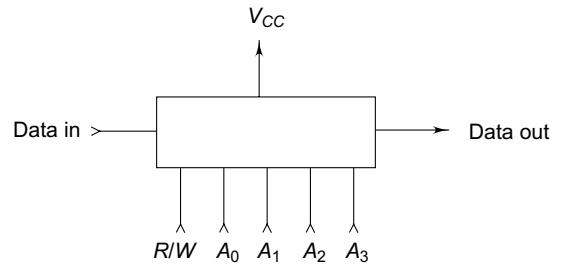 V_CC
Data in
Data out
R/W A_0 A_1 A_2 A_3